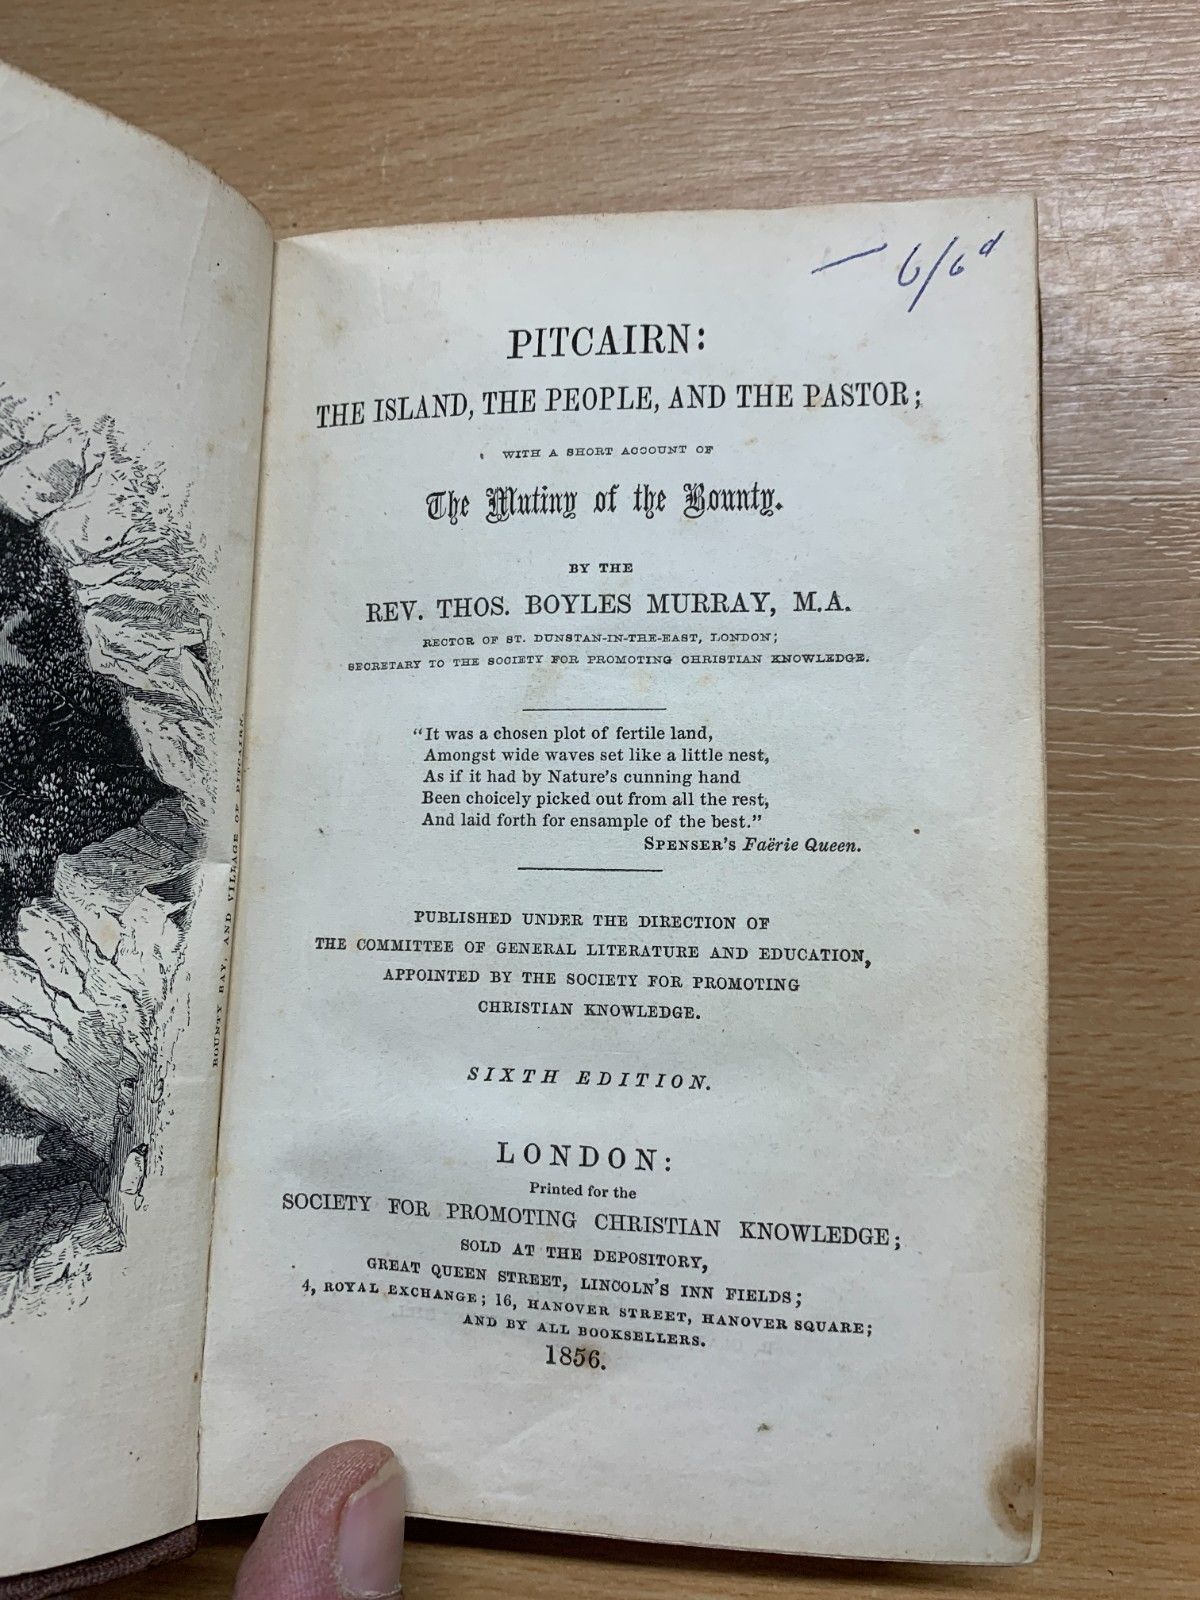 BOUNTY BAY, AND VILLAGE OF PITCAIRN.
— 6/6d
PITCAIRN:
THE ISLAND, THE PEOPLE, AND THE PASTOR;
WITH A SHORT ACCOUNT OF
The Mutiny of the Bounty.
BY THE
REV. THOS. BOYLES MURRAY, M.A.
RECTOR OF ST. DUNSTAN-IN-THE-EAST, LONDON;
SECRETARY TO THE SOCIETY FOR PROMOTING CHRISTIAN KNOWLEDGE.
"It was a chosen plot of fertile land,
Amongst wide waves set like a little nest,
As if it had by Nature's cunning hand
Been choicely picked out from all the rest,
And laid forth for ensample of the best."
SPENSER'S Faërie Queen.
PUBLISHED UNDER THE DIRECTION OF
THE COMMITTEE OF GENERAL LITERATURE AND EDUCATION,
APPOINTED BY THE SOCIETY FOR PROMOTING
CHRISTIAN KNOWLEDGE.
SIXTH EDITION.
LONDON:
Printed for the
SOCIETY FOR PROMOTING CHRISTIAN KNOWLEDGE;
SOLD AT THE DEPOSITORY,
GREAT QUEEN STREET, LINCOLN'S INN FIELDS;
4, ROYAL EXCHANGE; 16, HANOVER STREET, HANOVER SQUARE;
AND BY ALL BOOKSELLERS.
1856.